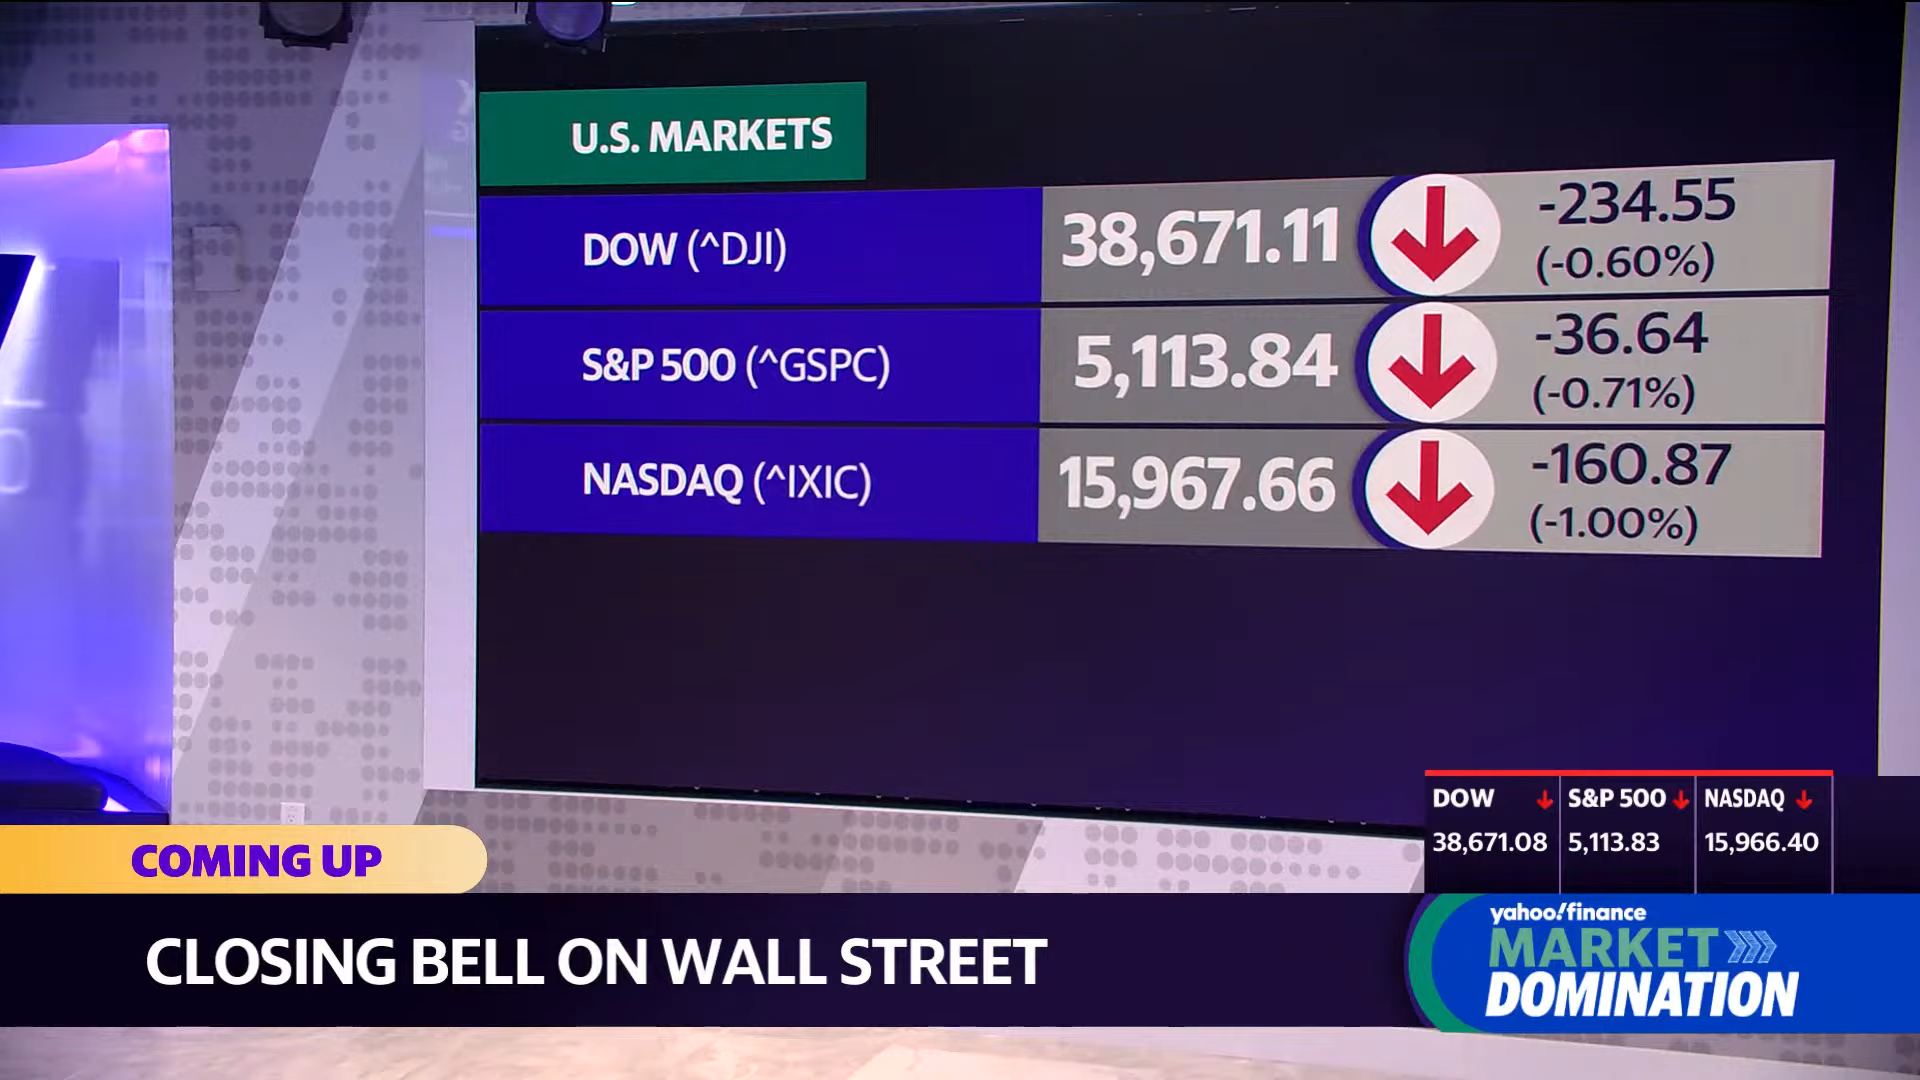 U.S. MARKETS
DOW (^DJI) 38,671.11 -234.55
(-0.60%)
S&P 500 (^GSPC) 5,113.84 -36.64
(-0.71%)
NASDAQ (^IXIC) 15,967.66 -160.87
(-1.00%)
DOW S&P 500 NASDAQ
38,671.08 5,113.83 15,966.40
COMING UP
CLOSING BELL ON WALL STREET
yahoo!finance
MARKET
DOMINATION